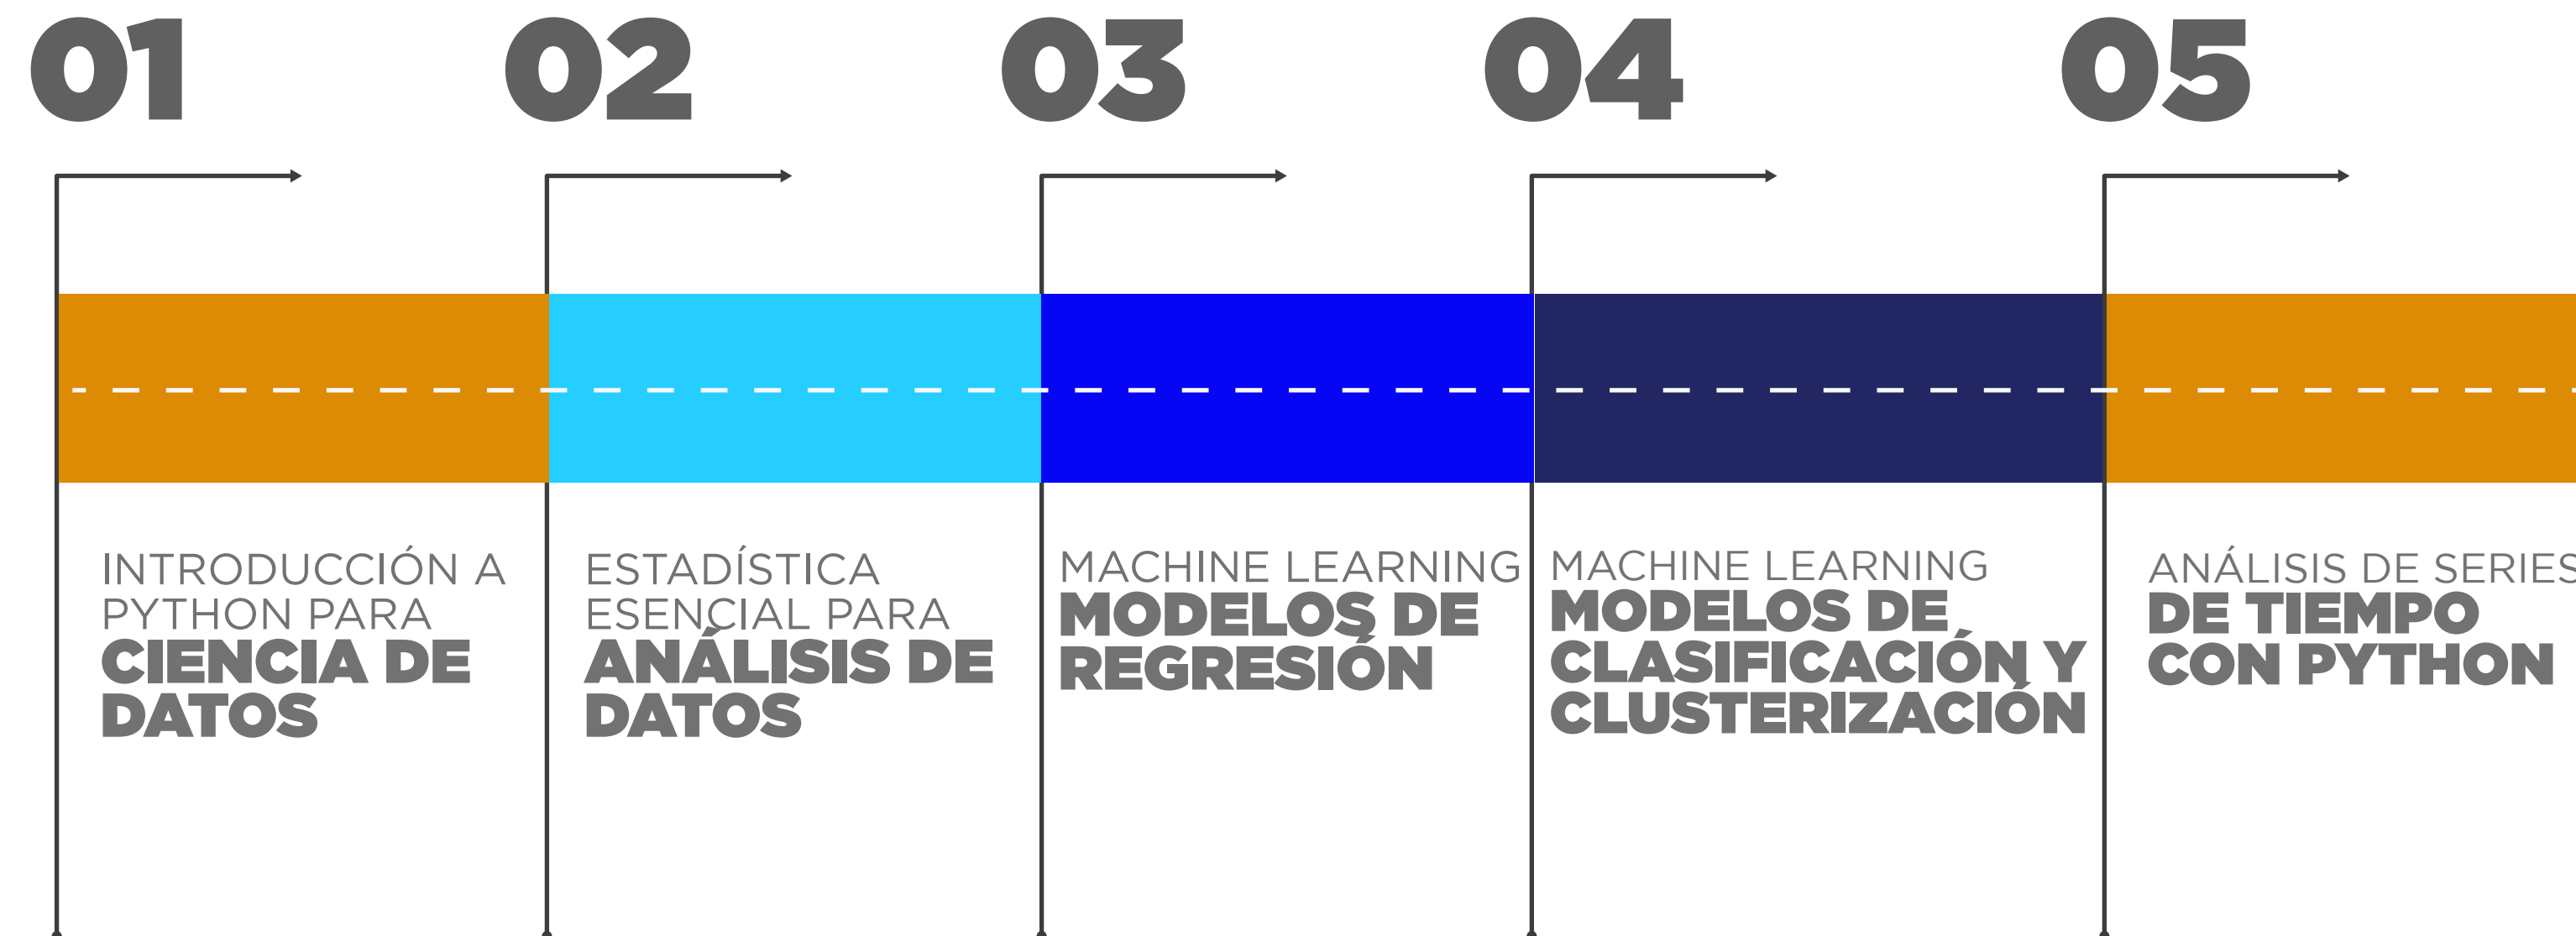 01
INTRODUCCIÓN A
PYTHON PARA
CIENCIA DE
DATOS
02
ESTADÍSTICA
ESENCIAL PARA
ANÁLISIS DE
DATOS
03
MACHINE LEARNING
MODELOS DE
REGRESIÓN
04
MACHINE LEARNING
MODELOS DE
CLASIFICACIÓN Y
CLUSTERIZACIÓN
05
ANÁLISIS DE SERIES
DE TIEMPO
CON PYTHON